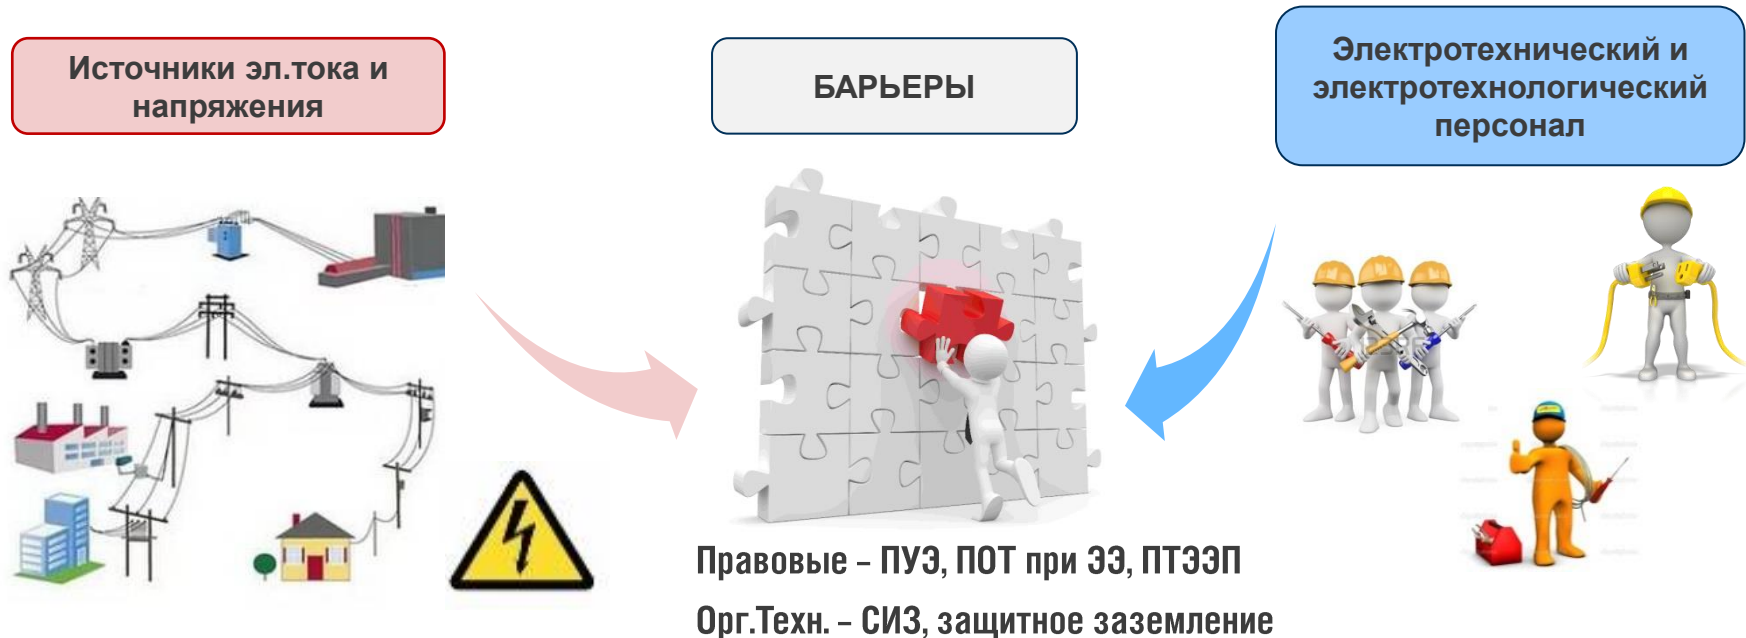 Источники эл.тока и
напряжения
БАРЬЕРЫ
Электротехнический и
электротехнологический
персонал
Правовые – ПУЭ, ПОТ при ЭЭ, ПТЭЭП
Орг.Техн. – СИЗ, защитное заземление